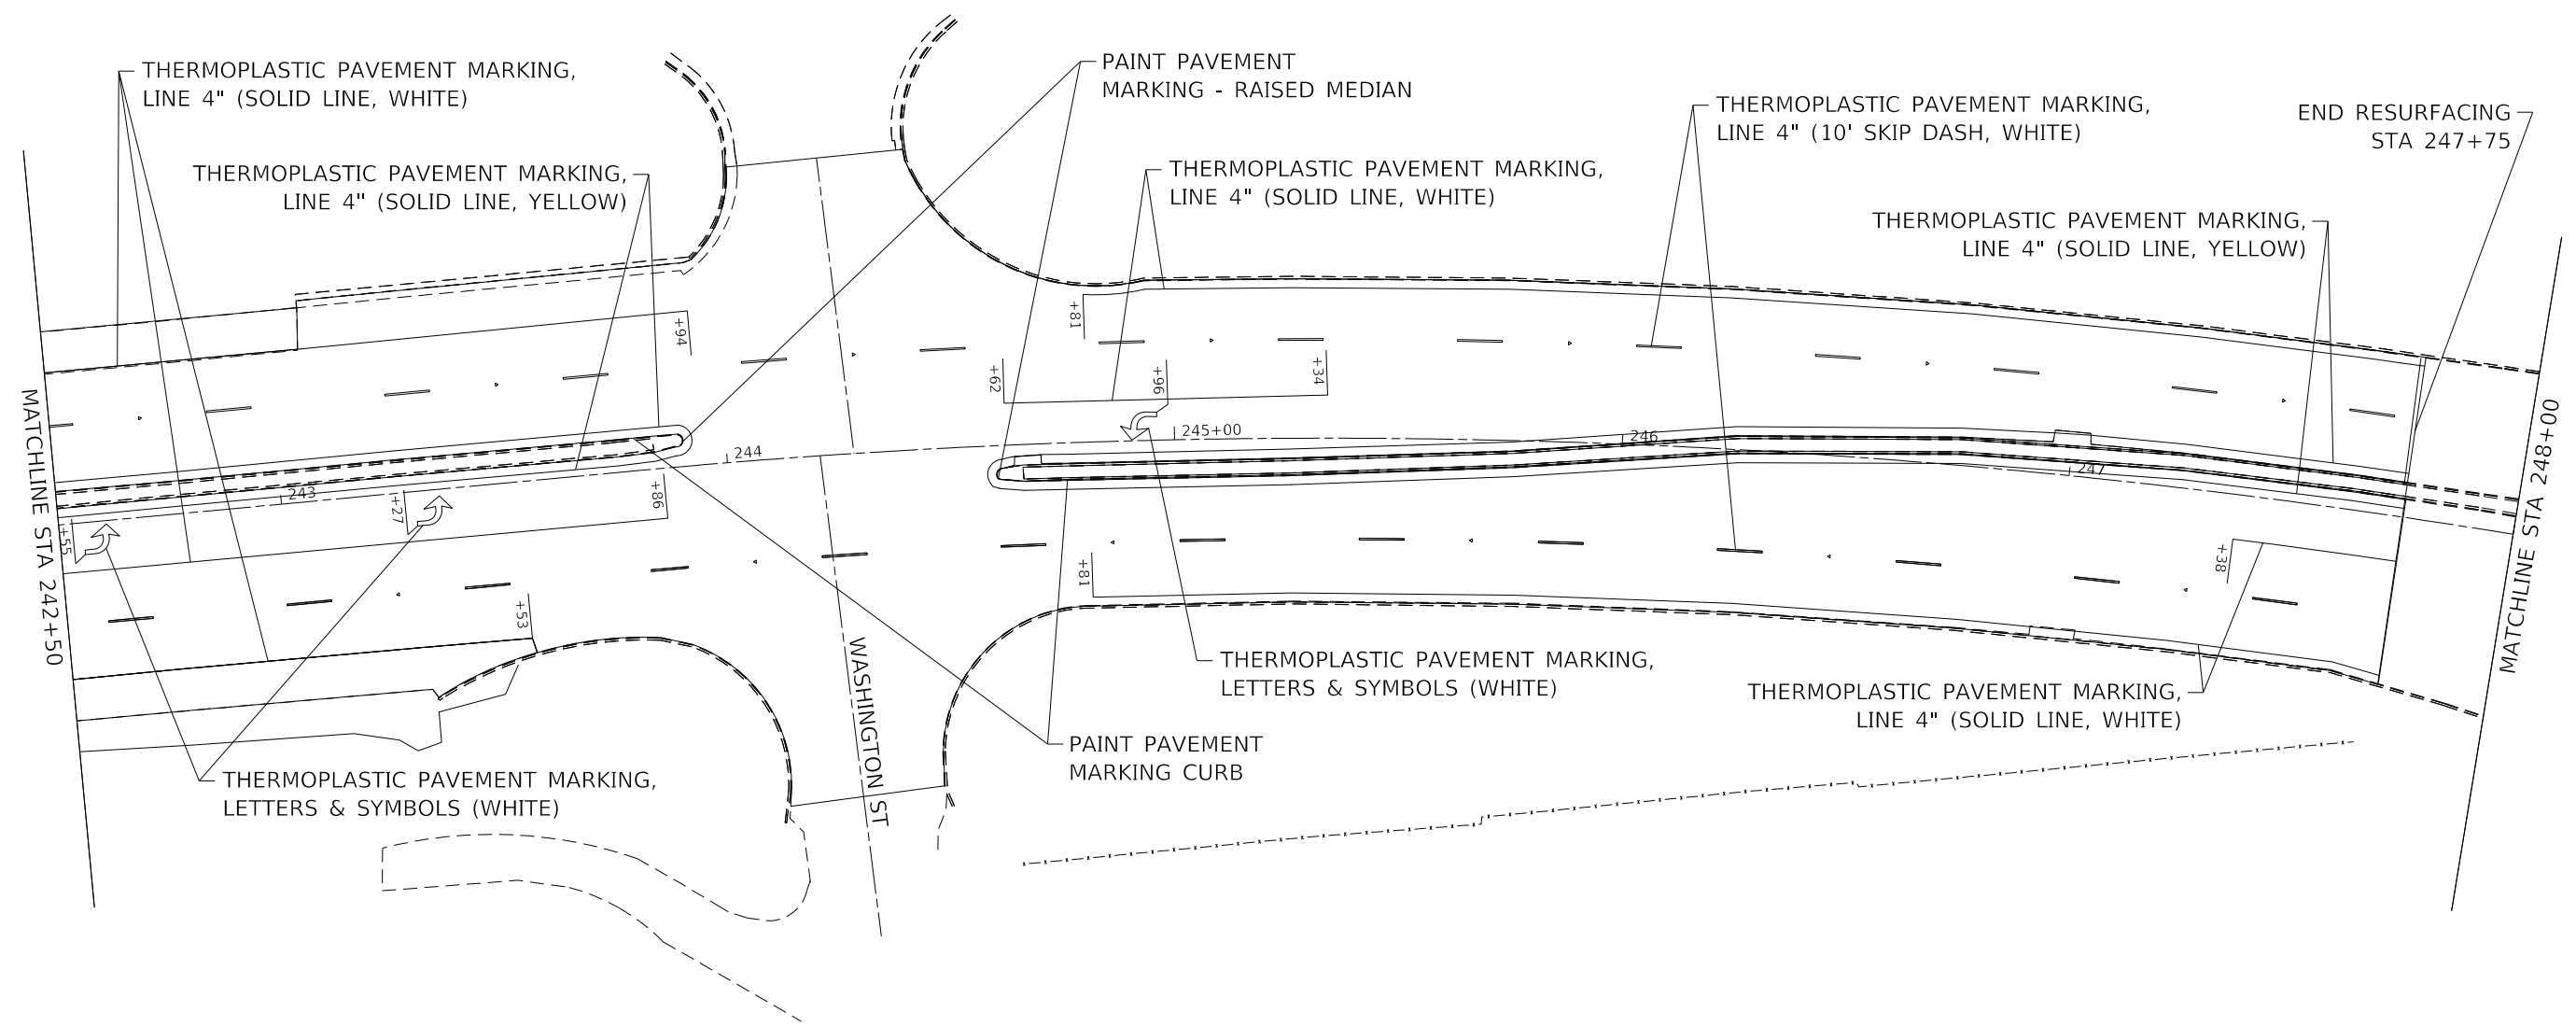 THERMOPLASTIC PAVEMENT MARKING,
LINE 4" (SOLID LINE, WHITE)
THERMOPLASTIC PAVEMENT MARKING,
LINE 4" (SOLID LINE, YELLOW)
PAINT PAVEMENT
MARKING - RAISED MEDIAN
THERMOPLASTIC PAVEMENT MARKING,
LINE 4" (SOLID LINE, WHITE)
THERMOPLASTIC PAVEMENT MARKING,
LINE 4" (10' SKIP DASH, WHITE)
END RESURFACING
STA 247+75
THERMOPLASTIC PAVEMENT MARKING,
LINE 4" (SOLID LINE, YELLOW)
MATCHLINE STA 242+50
+94
+81
+62
+96
+34
243
244
245+00
246
247
+55
+27
+86
+53
+81
+38
MATCHLINE STA 248+00
WASHINGTON ST
THERMOPLASTIC PAVEMENT MARKING,
LETTERS & SYMBOLS (WHITE)
THERMOPLASTIC PAVEMENT MARKING,
LINE 4" (SOLID LINE, WHITE)
PAINT PAVEMENT
MARKING CURB
THERMOPLASTIC PAVEMENT MARKING,
LETTERS & SYMBOLS (WHITE)